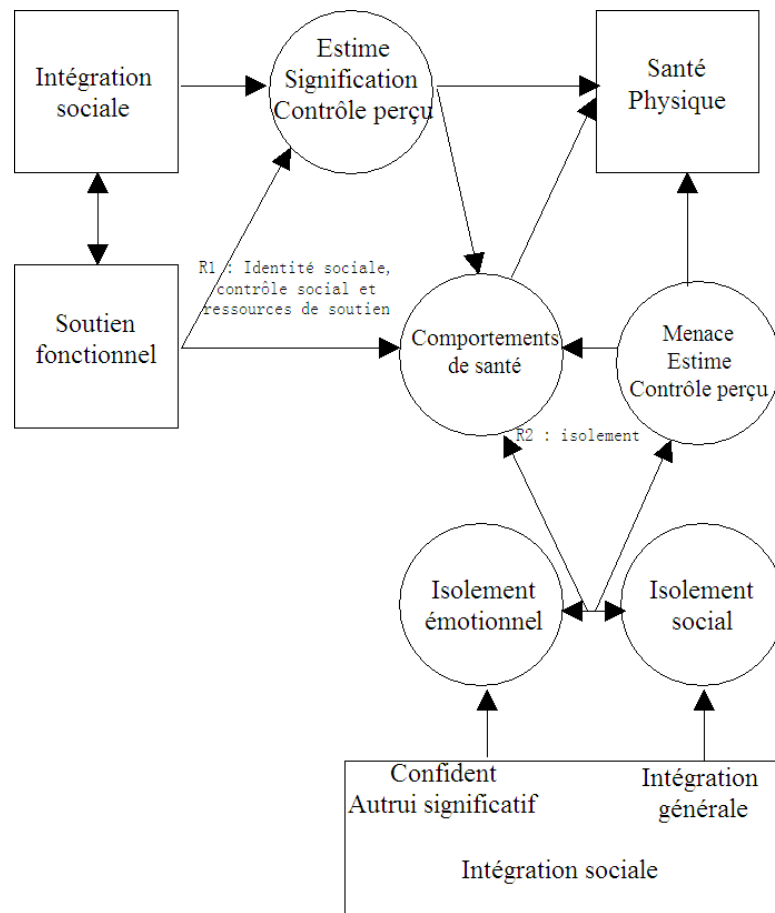 Intégration
sociale
Estime
Signification
Contrôle perçu
Santé
Physique
R1 : Identité sociale,
contrôle social et
ressources de soutien
Soutien
fonctionnel
Comportements
de santé
Menace
Estime
Contrôle perçu
R2 : isolement
Isolement
émotionnel
Isolement
social
Confident
Autrui significatif
Intégration
générale
Intégration sociale